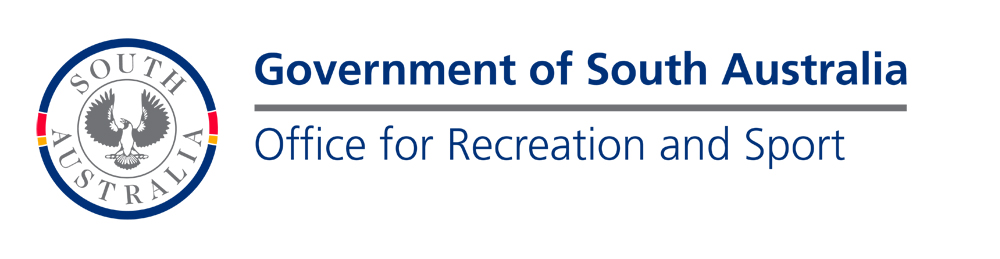 SOUTH
AUSTRALIA
Government of South Australia
Office for Recreation and Sport